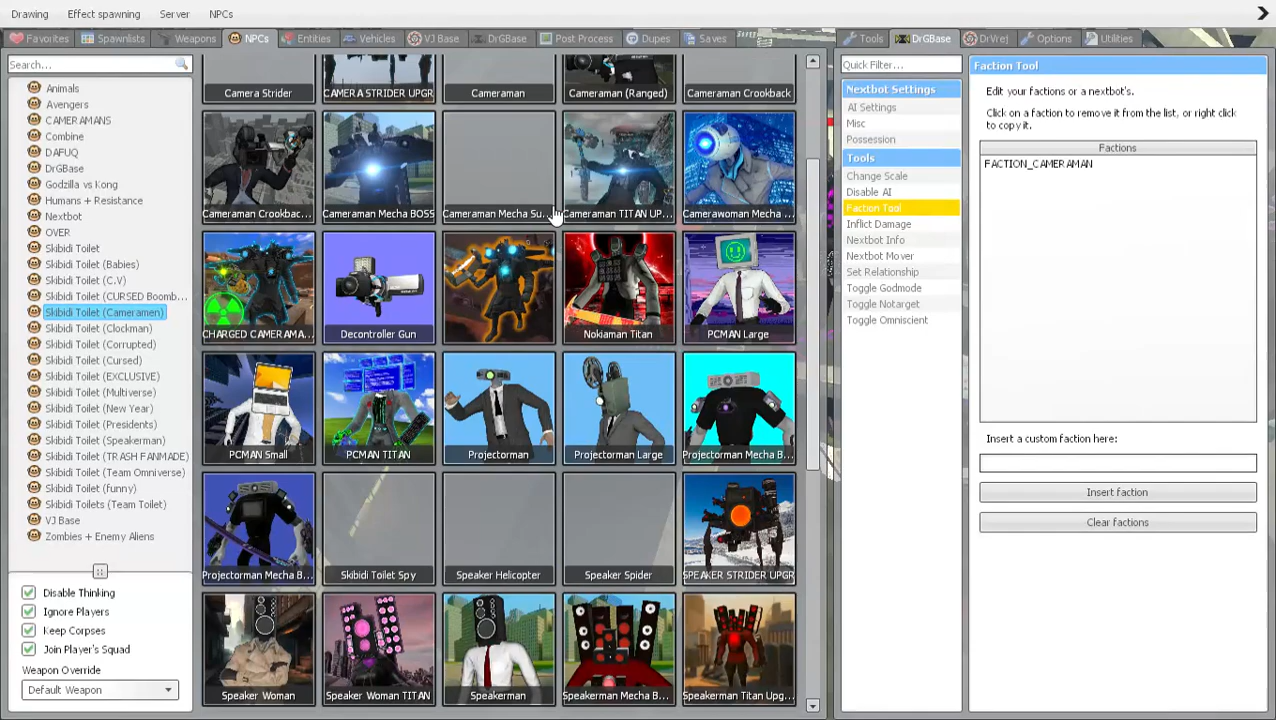 Drawing Effect spawning Server NPCs
Favorites Spawnlists Weapons NPCs Entities Vehicles VJ Base DrGBase Post Process Dupes Saves
Tools DrGBase DrVrej Options Utilities
Search...
Animals
Avengers
CAMERAMANS
Combine
DAFUQ
DrGBase
Godzilla vs Kong
Humans + Resistance
Nextbot
OVER
Skibidi Toilet
Skibidi Toilet (Babies)
Skibidi Toilet (C.V)
Skibidi Toilet (CURSED Boomb...
Skibidi Toilet (Cameramen)
Skibidi Toilet (Clockman)
Skibidi Toilet (Corrupted)
Skibidi Toilet (Cursed)
Skibidi Toilet (EXCLUSIVE)
Skibidi Toilet (Multiverse)
Skibidi Toilet (New Year)
Skibidi Toilet (Presidents)
Skibidi Toilet (Speakerman)
Skibidi Toilet (TRASH FANMADE)
Skibidi Toilet (Team Omniverse)
Skibidi Toilet (funny)
Skibidi Toilets (Team Toilet)
VJ Base
Zombies + Enemy Aliens
Disable Thinking
Ignore Players
Keep Corpses
Join Player's Squad
Weapon Override
Default Weapon
Camera Strider CAMERA STRIDER UPGR Cameraman Cameraman (Ranged) Cameraman Crookback
Cameraman Crookbac... Cameraman Mecha BOSS Cameraman Mecha Su... Cameraman TITAN UP... Camerawoman Mecha ...
CHARGED CAMERAMA... Decontroller Gun Nokiaman Titan PCMAN Large
PCMAN Small PCMAN TITAN Projectorman Projectorman Large Projectorman Mecha B...
Projectorman Mecha B... Skibidi Toilet Spy Speaker Helicopter Speaker Spider SPEAKER STRIDER UPGR
Speaker Woman Speaker Woman TITAN Speakerman Speakerman Mecha B... Speakerman Titan Upg...
Quick Filter...
Nextbot Settings
AI Settings
Misc
Possession
Tools
Change Scale
Disable AI
Faction Tool
Inflict Damage
Nextbot Info
Nextbot Mover
Set Relationship
Toggle Godmode
Toggle Notarget
Toggle Omniscient
Faction Tool
Edit your factions or a nextbot's.
Click on a faction to remove it from the list, or right click
to copy it.
Factions
FACTION_CAMERAMAN
Insert a custom faction here:
Insert faction
Clear factions